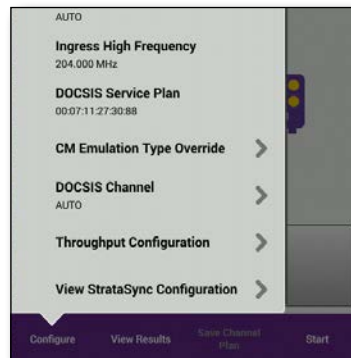 AUTO
Ingress High Frequency
204.000 MHz
DOCSIS Service Plan
00:07:11:27:30:88
CM Emulation Type Override
DOCSIS Channel
AUTO
Throughput Configuration
View StrataSync Configuration
Configure
View Results
Save Channel
Plan
Start